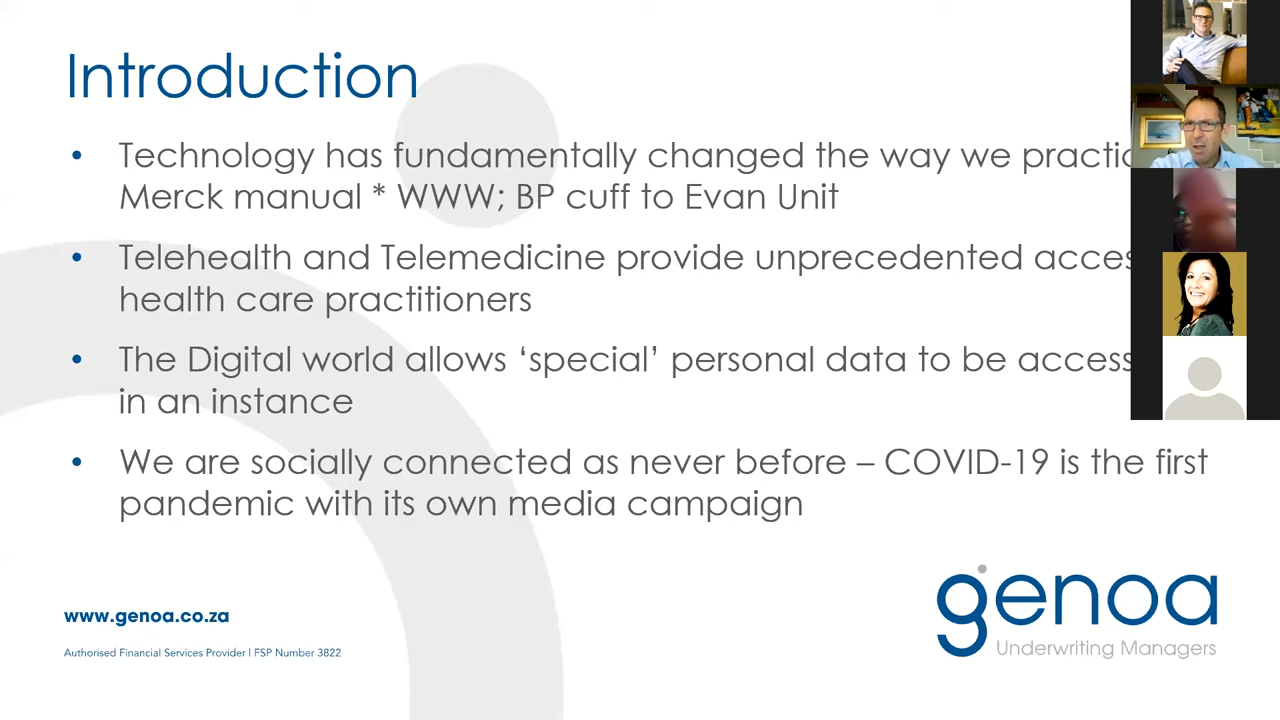 Introduction
• Technology has fundamentally changed the way we
Merck manual * WWW; BP cuff to Evan Unit
• Telehealth and Telemedicine provide unprecedented
health care practitioners
• The Digital world allows ‘special’ personal data to be
in an instance
• We are socially connected as never before – COVID-19 is the first
pandemic with its own media campaign
www.genoa.co.za
Authorised Financial Services Provider | FSP Number 3822
genoa
Underwriting Managers